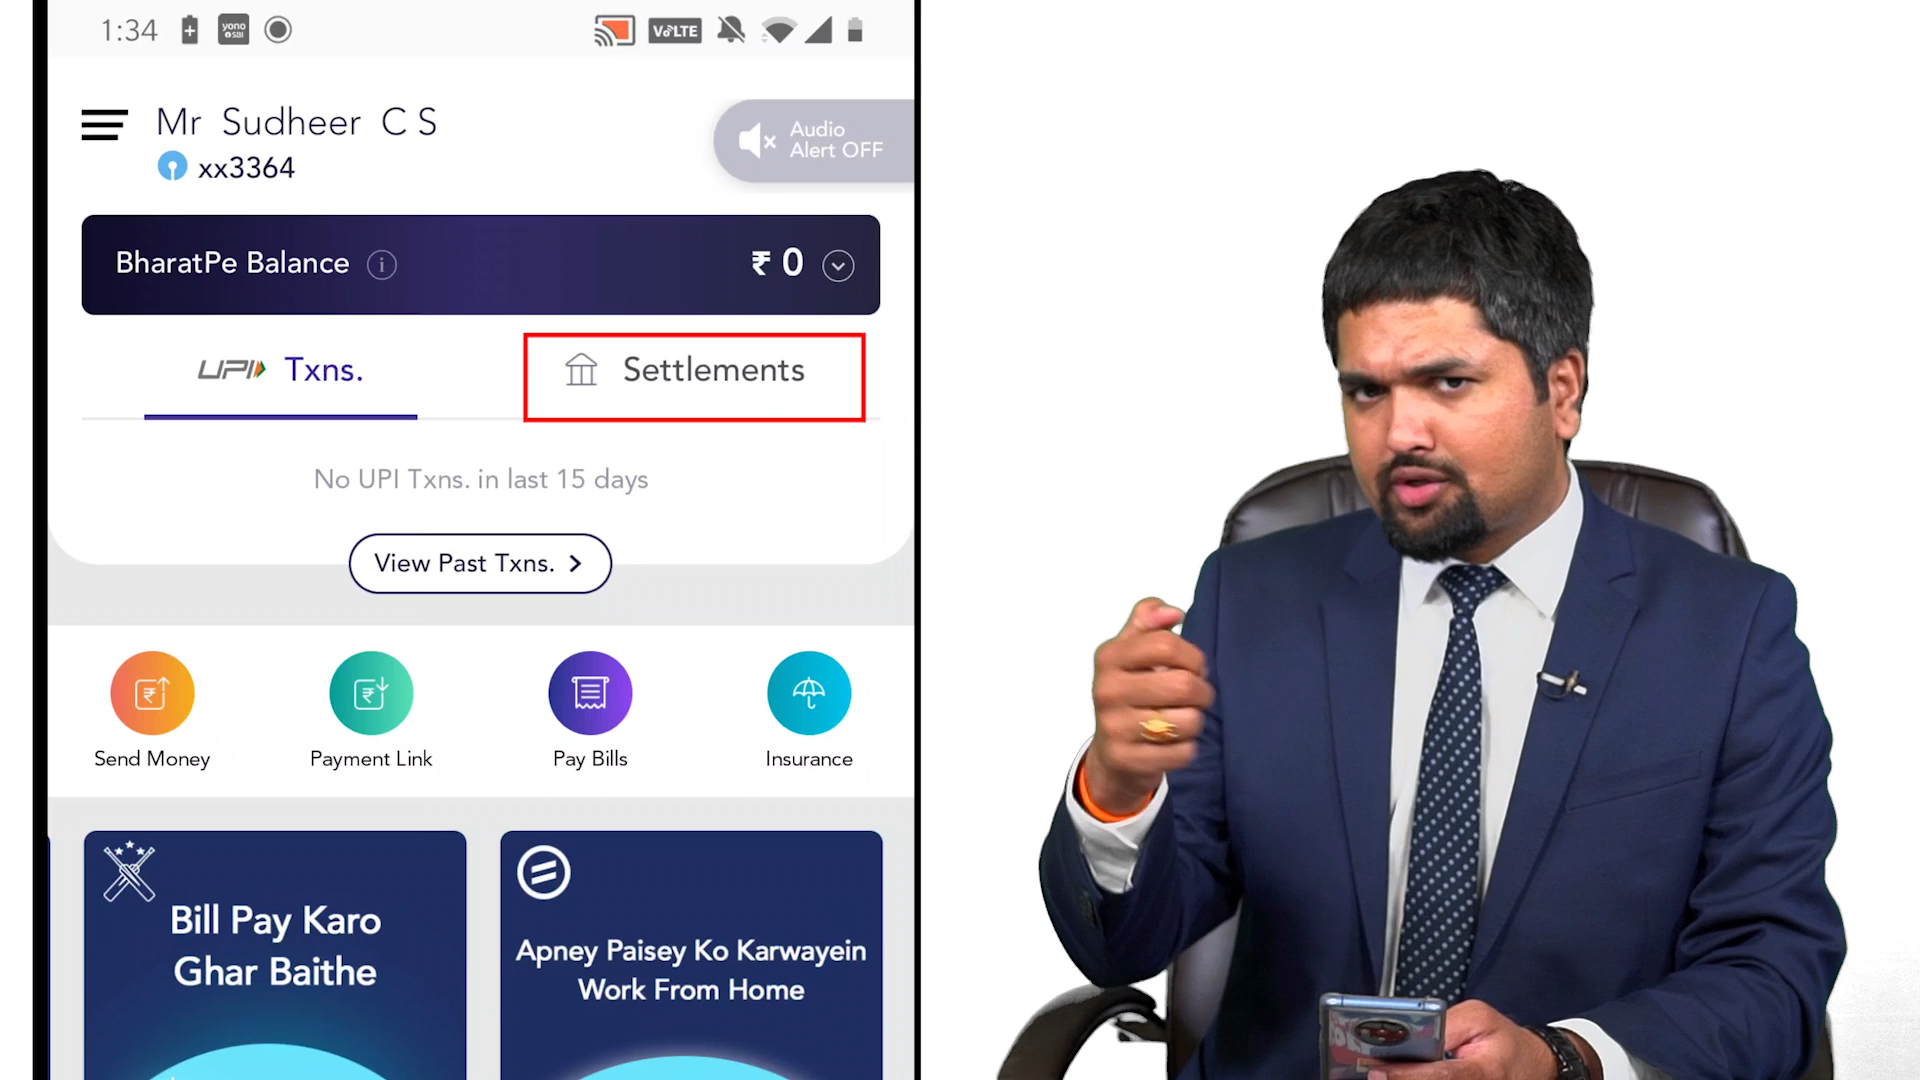 1:34
yono
SBI
VoLTE
Mr Sudheer C S
xx3364
Audio
Alert OFF
BharatPe Balance
₹ 0
UPI Txns.
Settlements
No UPI Txns. in last 15 days
View Past Txns. >
Send Money
Payment Link
Pay Bills
Insurance
Bill Pay Karo
Ghar Baithe
Apney Paisey Ko Karwayein
Work From Home